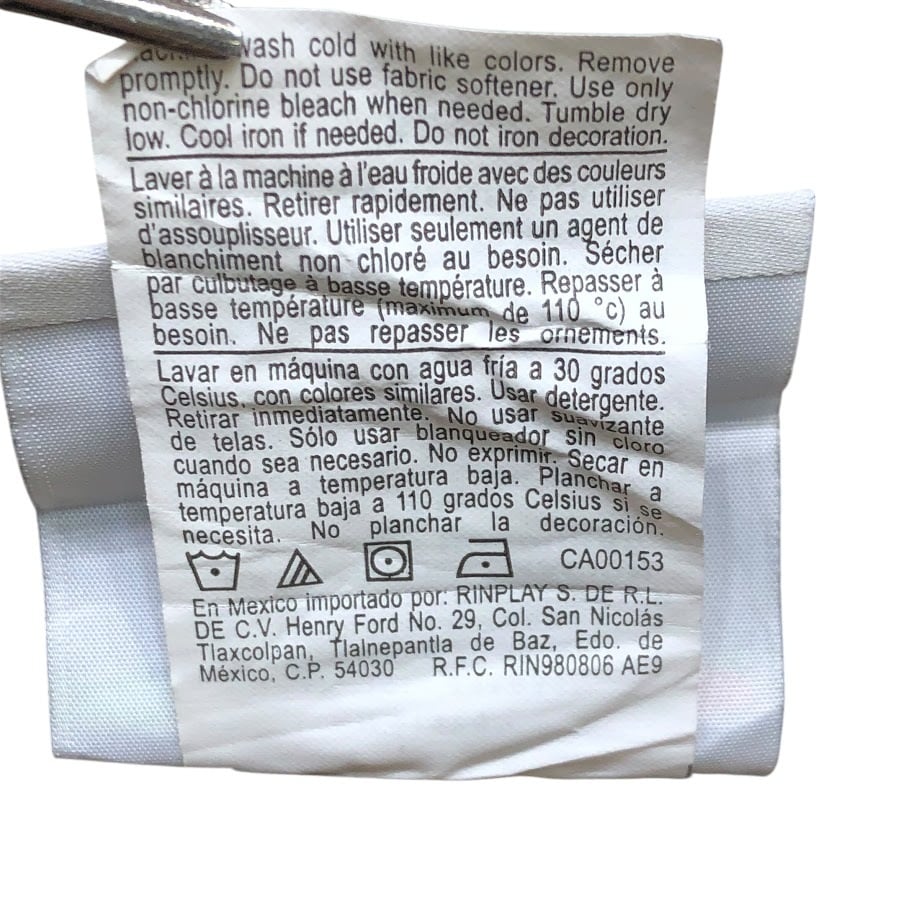 wash cold with like colors. Remove
promptly. Do not use fabric softener. Use only
non-chlorine bleach when needed. Tumble dry
low. Cool iron if needed. Do not iron decoration.
Laver à la machine à l'eau froide avec des couleurs
similaires. Retirer rapidement. Ne pas utiliser
d'assouplisseur. Utiliser seulement un agent de
blanchiment non chloré au besoin. Sécher
par culbutage à basse température. Repasser à
basse température (maximum de 110 °c) au
besoin. Ne pas repasser les ornements.
Lavar en máquina con agua fría a 30 grados
Celsius, con colores similares. Usar detergente.
Retirar inmediatamente. No usar suavizante
de telas. Sólo usar blanqueador sin cloro
cuando sea necesario. No exprimir. Secar en
máquina a temperatura baja. Planchar a
temperatura baja a 110 grados Celsius si se
necesita. No planchar la decoración.
CA00153
En Mexico importado por: RINPLAY S. DE R.L.
DE C.V. Henry Ford No. 29, Col. San Nicolás
Tlaxcolpan, Tlalnepantla de Baz, Edo. de
México, C.P. 54030 R.F.C. RIN980806 AE9